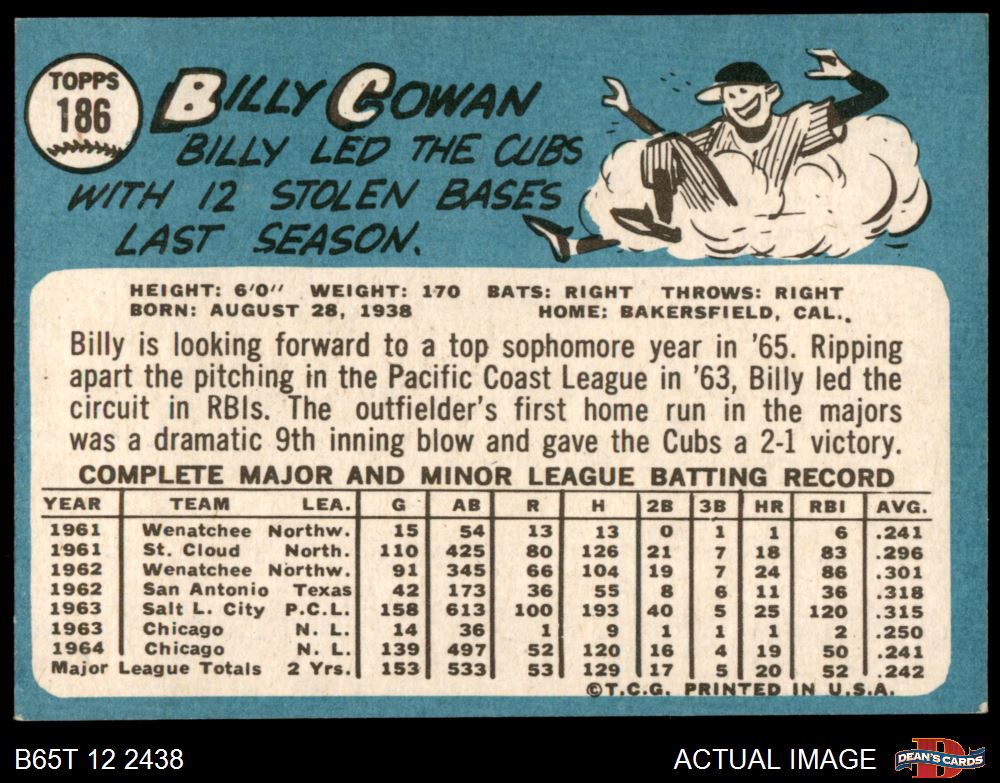 TOPPS
186
BILLY COWAN
BILLY LED THE CUBS
WITH 12 STOLEN BASES
LAST SEASON.
HEIGHT: 6'0" WEIGHT: 170 BATS: RIGHT THROWS: RIGHT
BORN: AUGUST 28, 1938 HOME: BAKERSFIELD, CAL.
Billy is looking forward to a top sophomore year in '65. Ripping
apart the pitching in the Pacific Coast League in '63, Billy led the
circuit in RBIs. The outfielder's first home run in the majors
was a dramatic 9th inning blow and gave the Cubs a 2-1 victory.
COMPLETE MAJOR AND MINOR LEAGUE BATTING RECORD
YEAR TEAM LEA. G AB R H 2B 3B HR RBI AVG.
1961 Wenatchee Northw. 15 54 13 13 0 1 1 6 .241
1961 St. Cloud North. 110 425 80 126 21 7 18 83 .296
1962 Wenatchee Northw. 91 345 66 104 19 7 24 86 .301
1962 San Antonio Texas 42 173 36 55 8 6 11 36 .318
1963 Salt L. City P.C.L. 158 613 100 193 40 5 25 120 .315
1963 Chicago N. L. 14 36 1 9 1 1 1 2 .250
1964 Chicago N. L. 139 497 52 120 16 4 19 50 .241
Major League Totals 2 Yrs. 153 533 53 129 17 5 20 52 .242
©T.C.G. PRINTED IN U.S.A.
B65T 12 2438 ACTUAL IMAGE DEAN'S CARDS